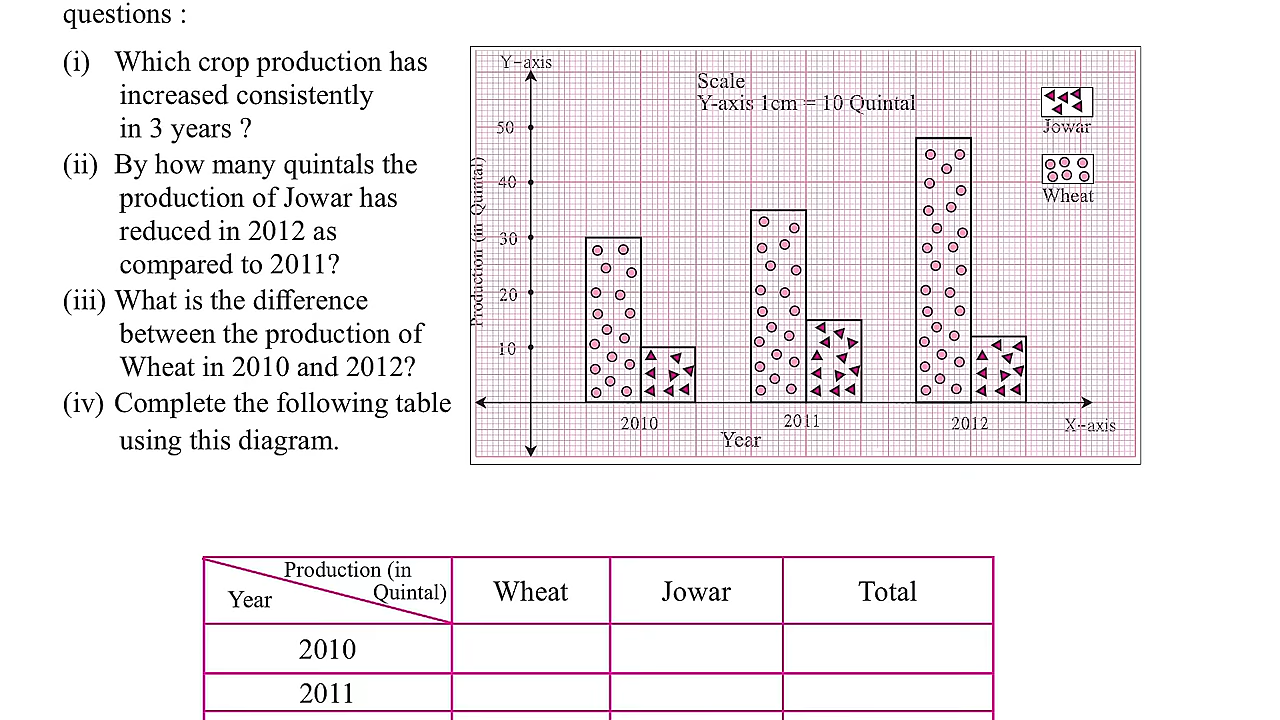 questions :
(i) Which crop production has
increased consistently
in 3 years ?
(ii) By how many quintals the
production of Jowar has
reduced in 2012 as
compared to 2011?
(iii) What is the difference
between the production of
Wheat in 2010 and 2012?
(iv) Complete the following table
using this diagram.
Y-axis
Scale
Y-axis 1cm = 10 Quintal
Jowar
Wheat
Production (in Quintal)
50
40
30
20
10
2010
2011
2012
Year
X-axis
Production (in
Quintal)
Year
Wheat
Jowar
Total
2010
2011